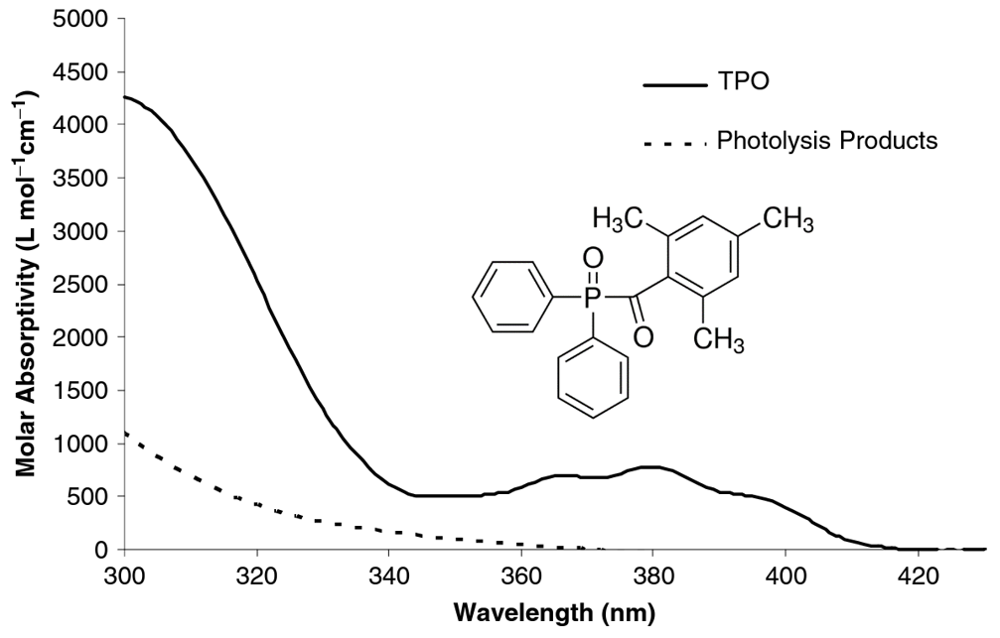 5000
4500
4000
3500
3000
2500
2000
1500
1000
500
0
Molar Absorptivity (L mol⁻¹cm⁻¹)
TPO
Photolysis Products
H₃C
CH₃
O
P
O
CH₃
300 320 340 360 380 400 420
Wavelength (nm)